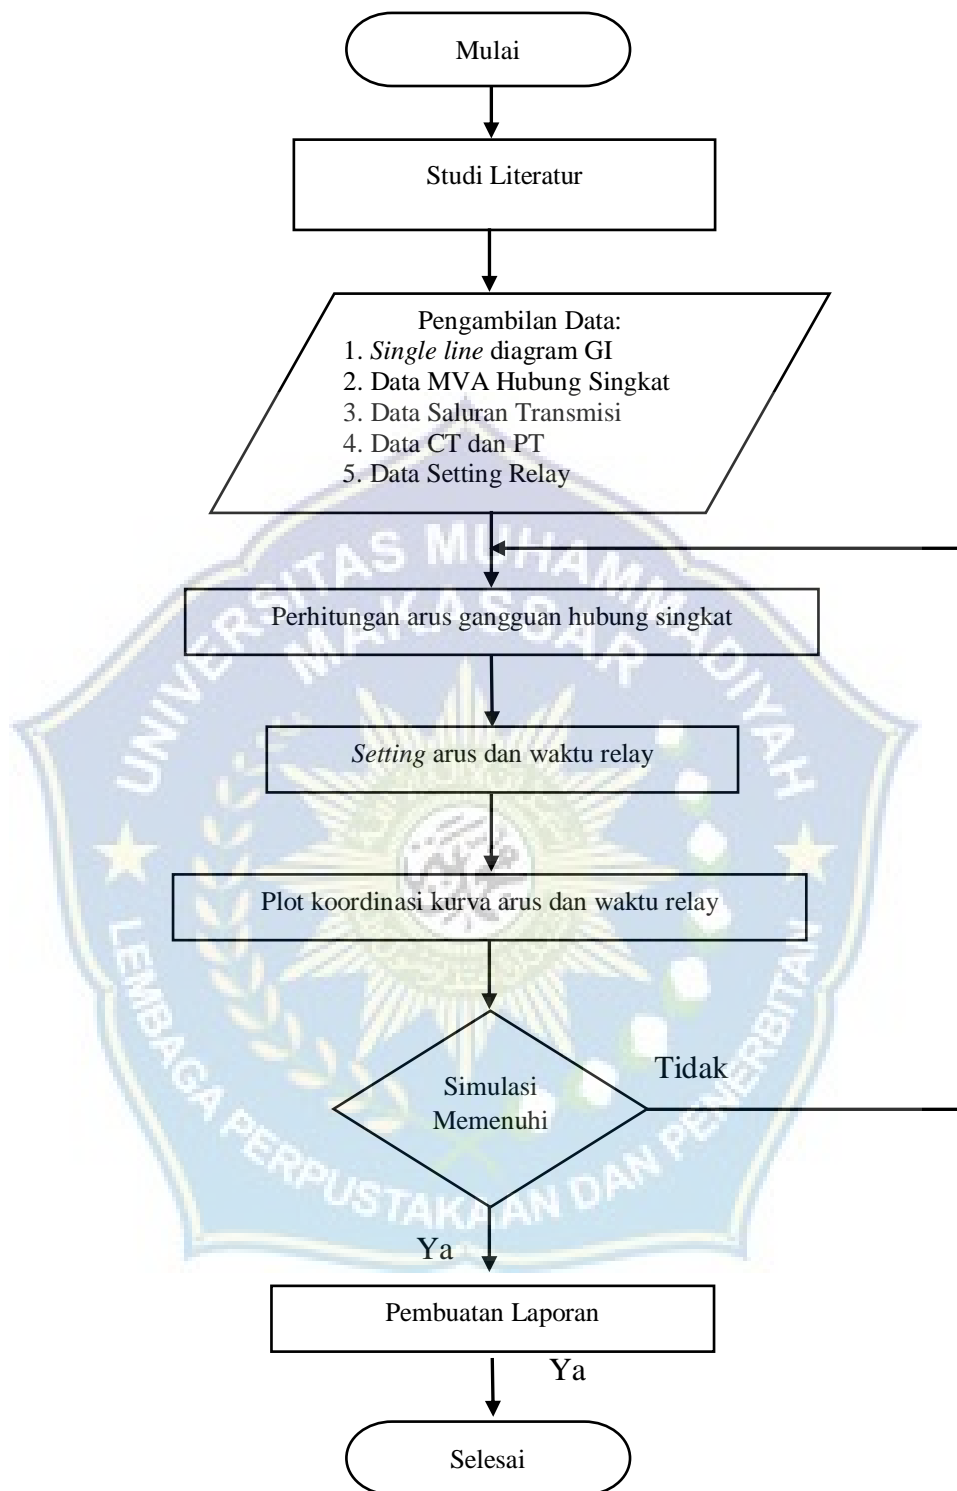 Mulai
Studi Literatur
Pengambilan Data:
1. Single line diagram GI
2. Data MVA Hubung Singkat
3. Data Saluran Transmisi
4. Data CT dan PT
5. Data Setting Relay
UNIVERSITAS MUHAMMADIYAH
MAKASSAR
Perhitungan arus gangguan hubung singkat
Setting arus dan waktu relay
Plot koordinasi kurva arus dan waktu relay
Simulasi
Memenuhi
Tidak
LEMBAGA PERPUSTAKAAN DAN PENERBITAN
Ya
Pembuatan Laporan
Ya
Selesai